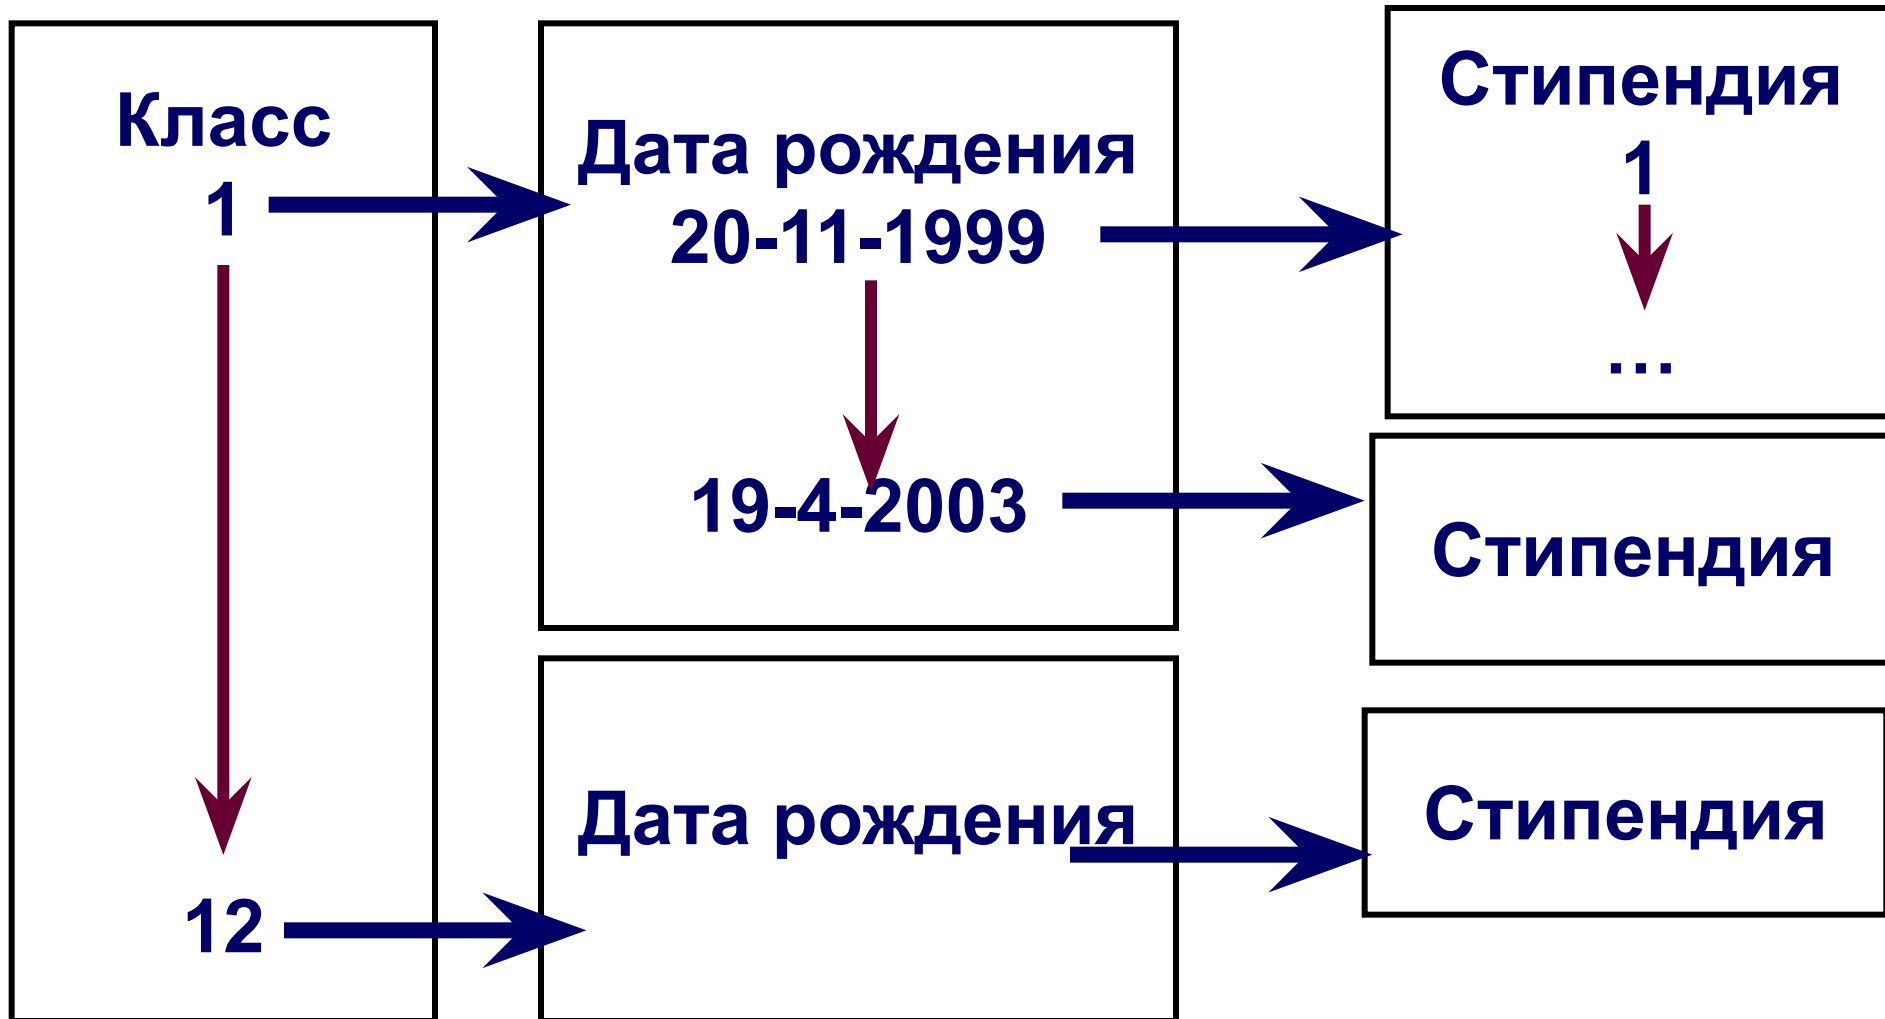 Класс
1
12
Дата рождения
20-11-1999
19-4-2003
Дата рождения
Стипендия
1
...
Стипендия
Стипендия